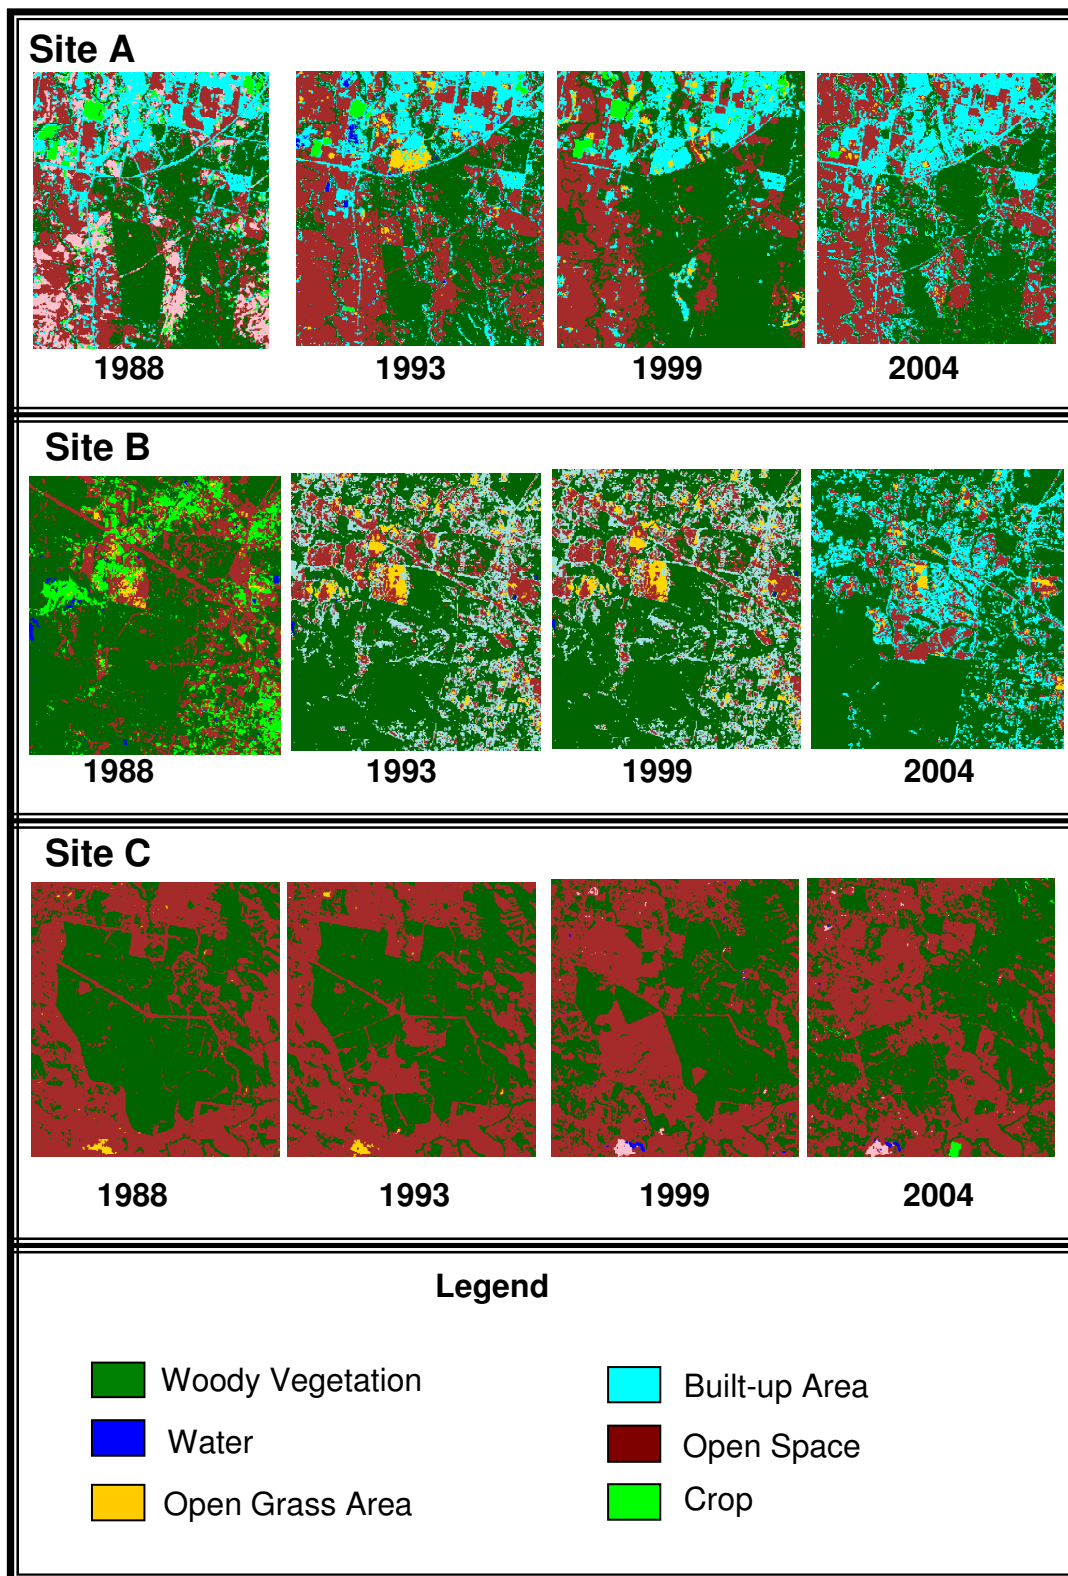 Site A
1988 1993 1999 2004
Site B
1988 1993 1999 2004
Site C
1988 1993 1999 2004
Legend
Woody Vegetation Built-up Area
Water Open Space
Open Grass Area Crop